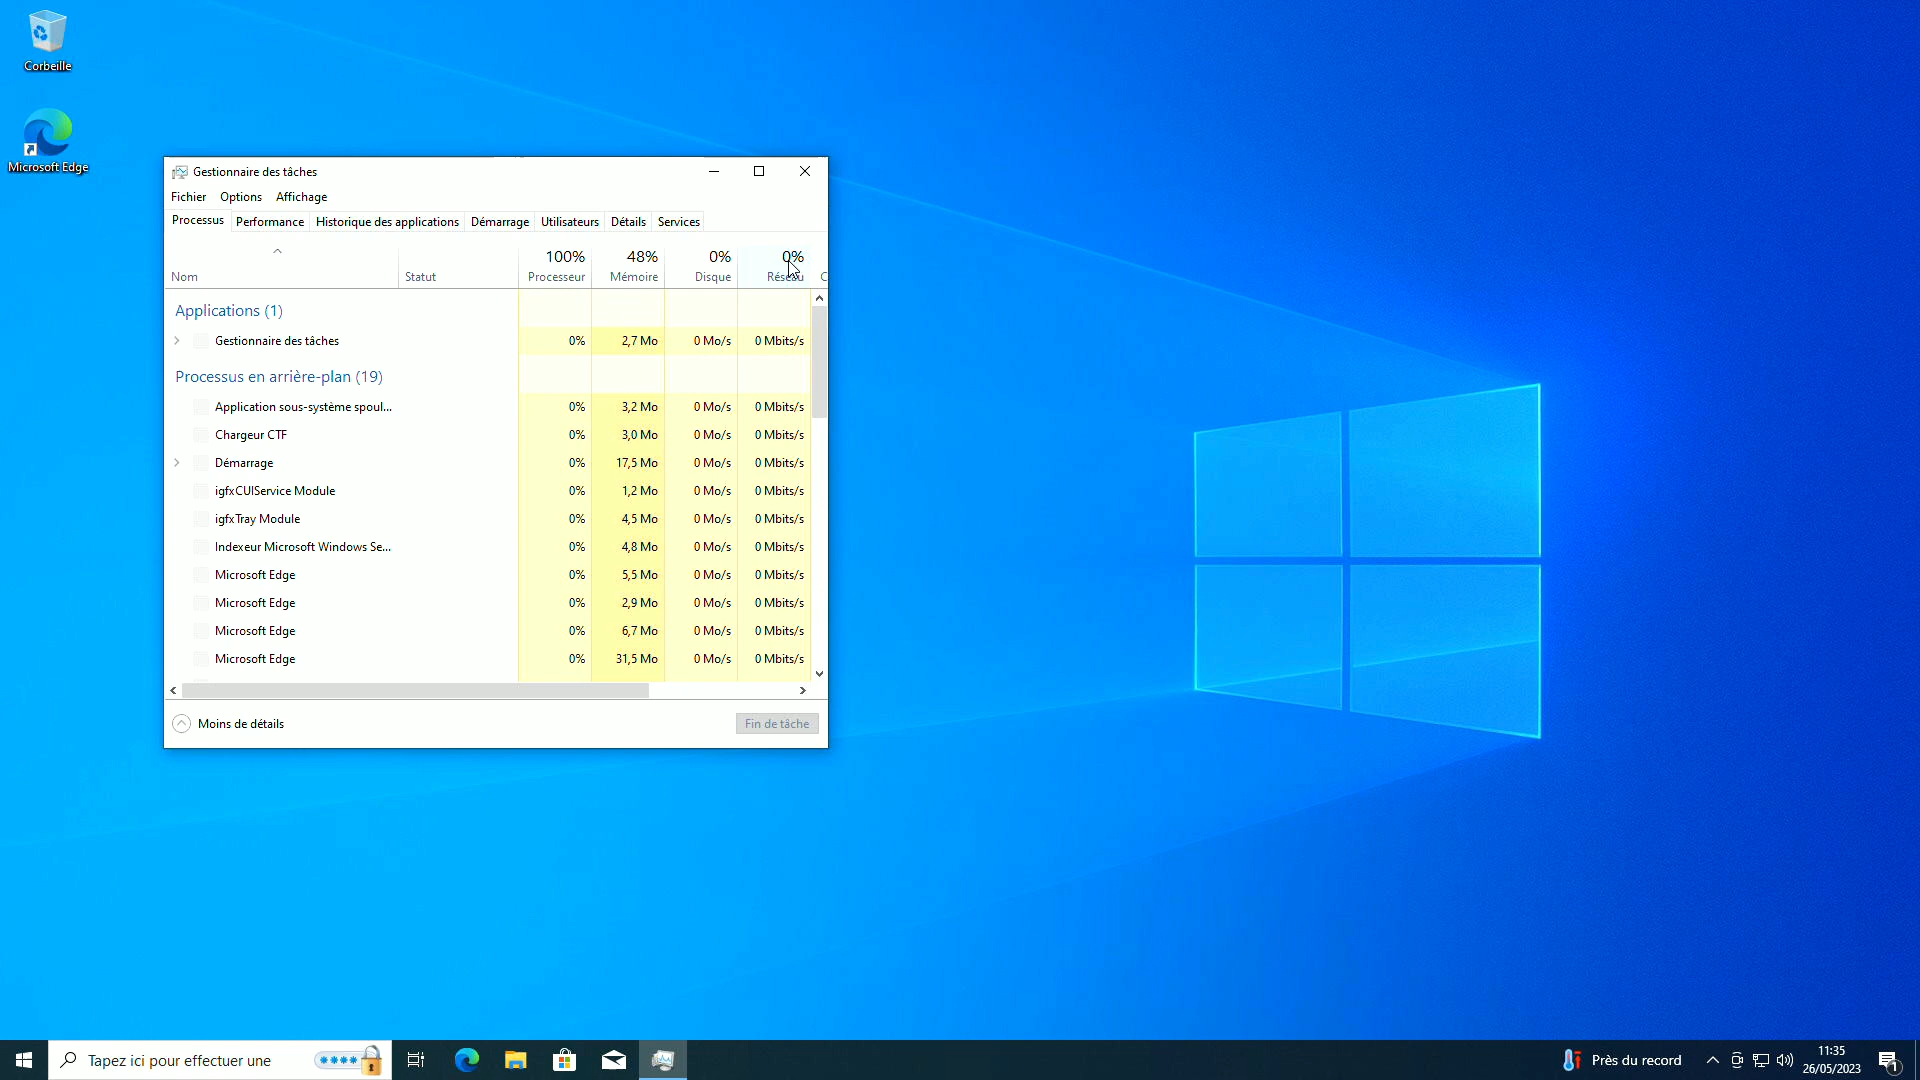 Corbeille
Microsoft Edge
Gestionnaire des tâches
Fichier Options Affichage
Processus Performance Historique des applications Démarrage Utilisateurs Détails Services
100% 48% 0% 0%
Nom Statut Processeur Mémoire Disque Réseau C
Applications (1)
Gestionnaire des tâches 0% 2,7 Mo 0 Mo/s 0 Mbits/s
Processus en arrière-plan (19)
Application sous-système spoul... 0% 3,2 Mo 0 Mo/s 0 Mbits/s
Chargeur CTF 0% 3,0 Mo 0 Mo/s 0 Mbits/s
Démarrage 0% 17,5 Mo 0 Mo/s 0 Mbits/s
igfxCUIService Module 0% 1,2 Mo 0 Mo/s 0 Mbits/s
igfxTray Module 0% 4,5 Mo 0 Mo/s 0 Mbits/s
Indexeur Microsoft Windows Se... 0% 4,8 Mo 0 Mo/s 0 Mbits/s
Microsoft Edge 0% 5,5 Mo 0 Mo/s 0 Mbits/s
Microsoft Edge 0% 2,9 Mo 0 Mo/s 0 Mbits/s
Microsoft Edge 0% 6,7 Mo 0 Mo/s 0 Mbits/s
Microsoft Edge 0% 31,5 Mo 0 Mo/s 0 Mbits/s
Moins de détails Fin de tâche
Tapez ici pour effectuer une
Près du record
11:35
26/05/2023
1